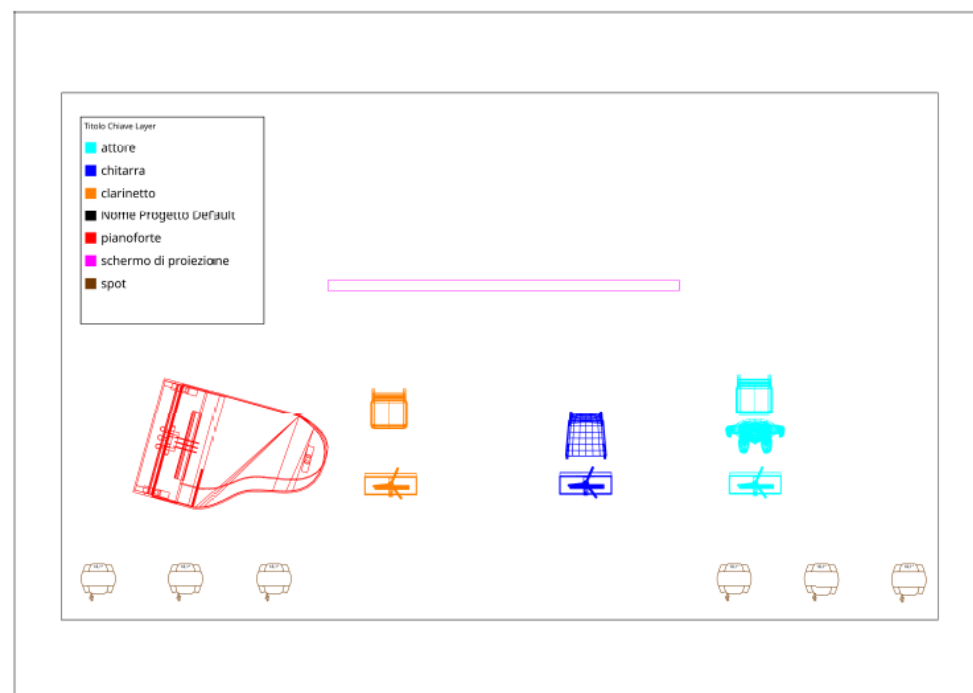 Titolo Chiave Layer
attore
chitarra
clarinetto
Nome Progetto Default
pianoforte
schermo di proiezione
spot